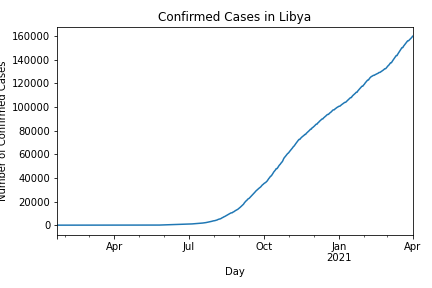 Confirmed Cases in Libya
160000
140000
120000
100000
80000
60000
40000
20000
0
Number of Confirmed Cases
Apr
Jul
Oct
Jan
2021
Apr
Day